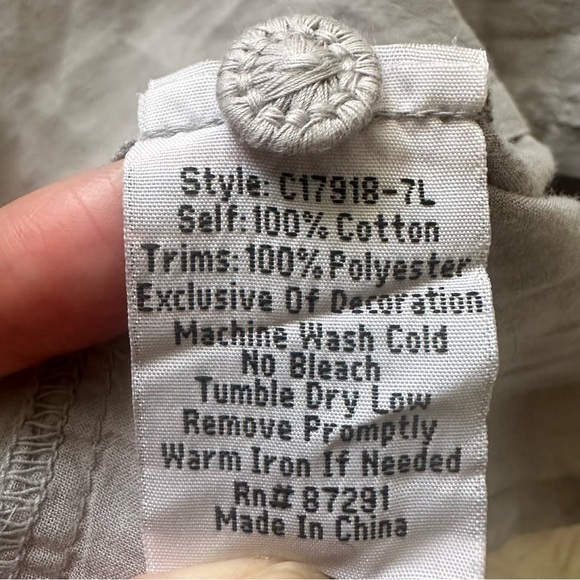 Style: C17918-7L
Self: 100% Cotton
Trims: 100% Polyester
Exclusive Of Decoration
Machine Wash Cold
No Bleach
Tumble Dry Low
Remove Promptly
Warm Iron If Needed
Rn# 87291
Made In China